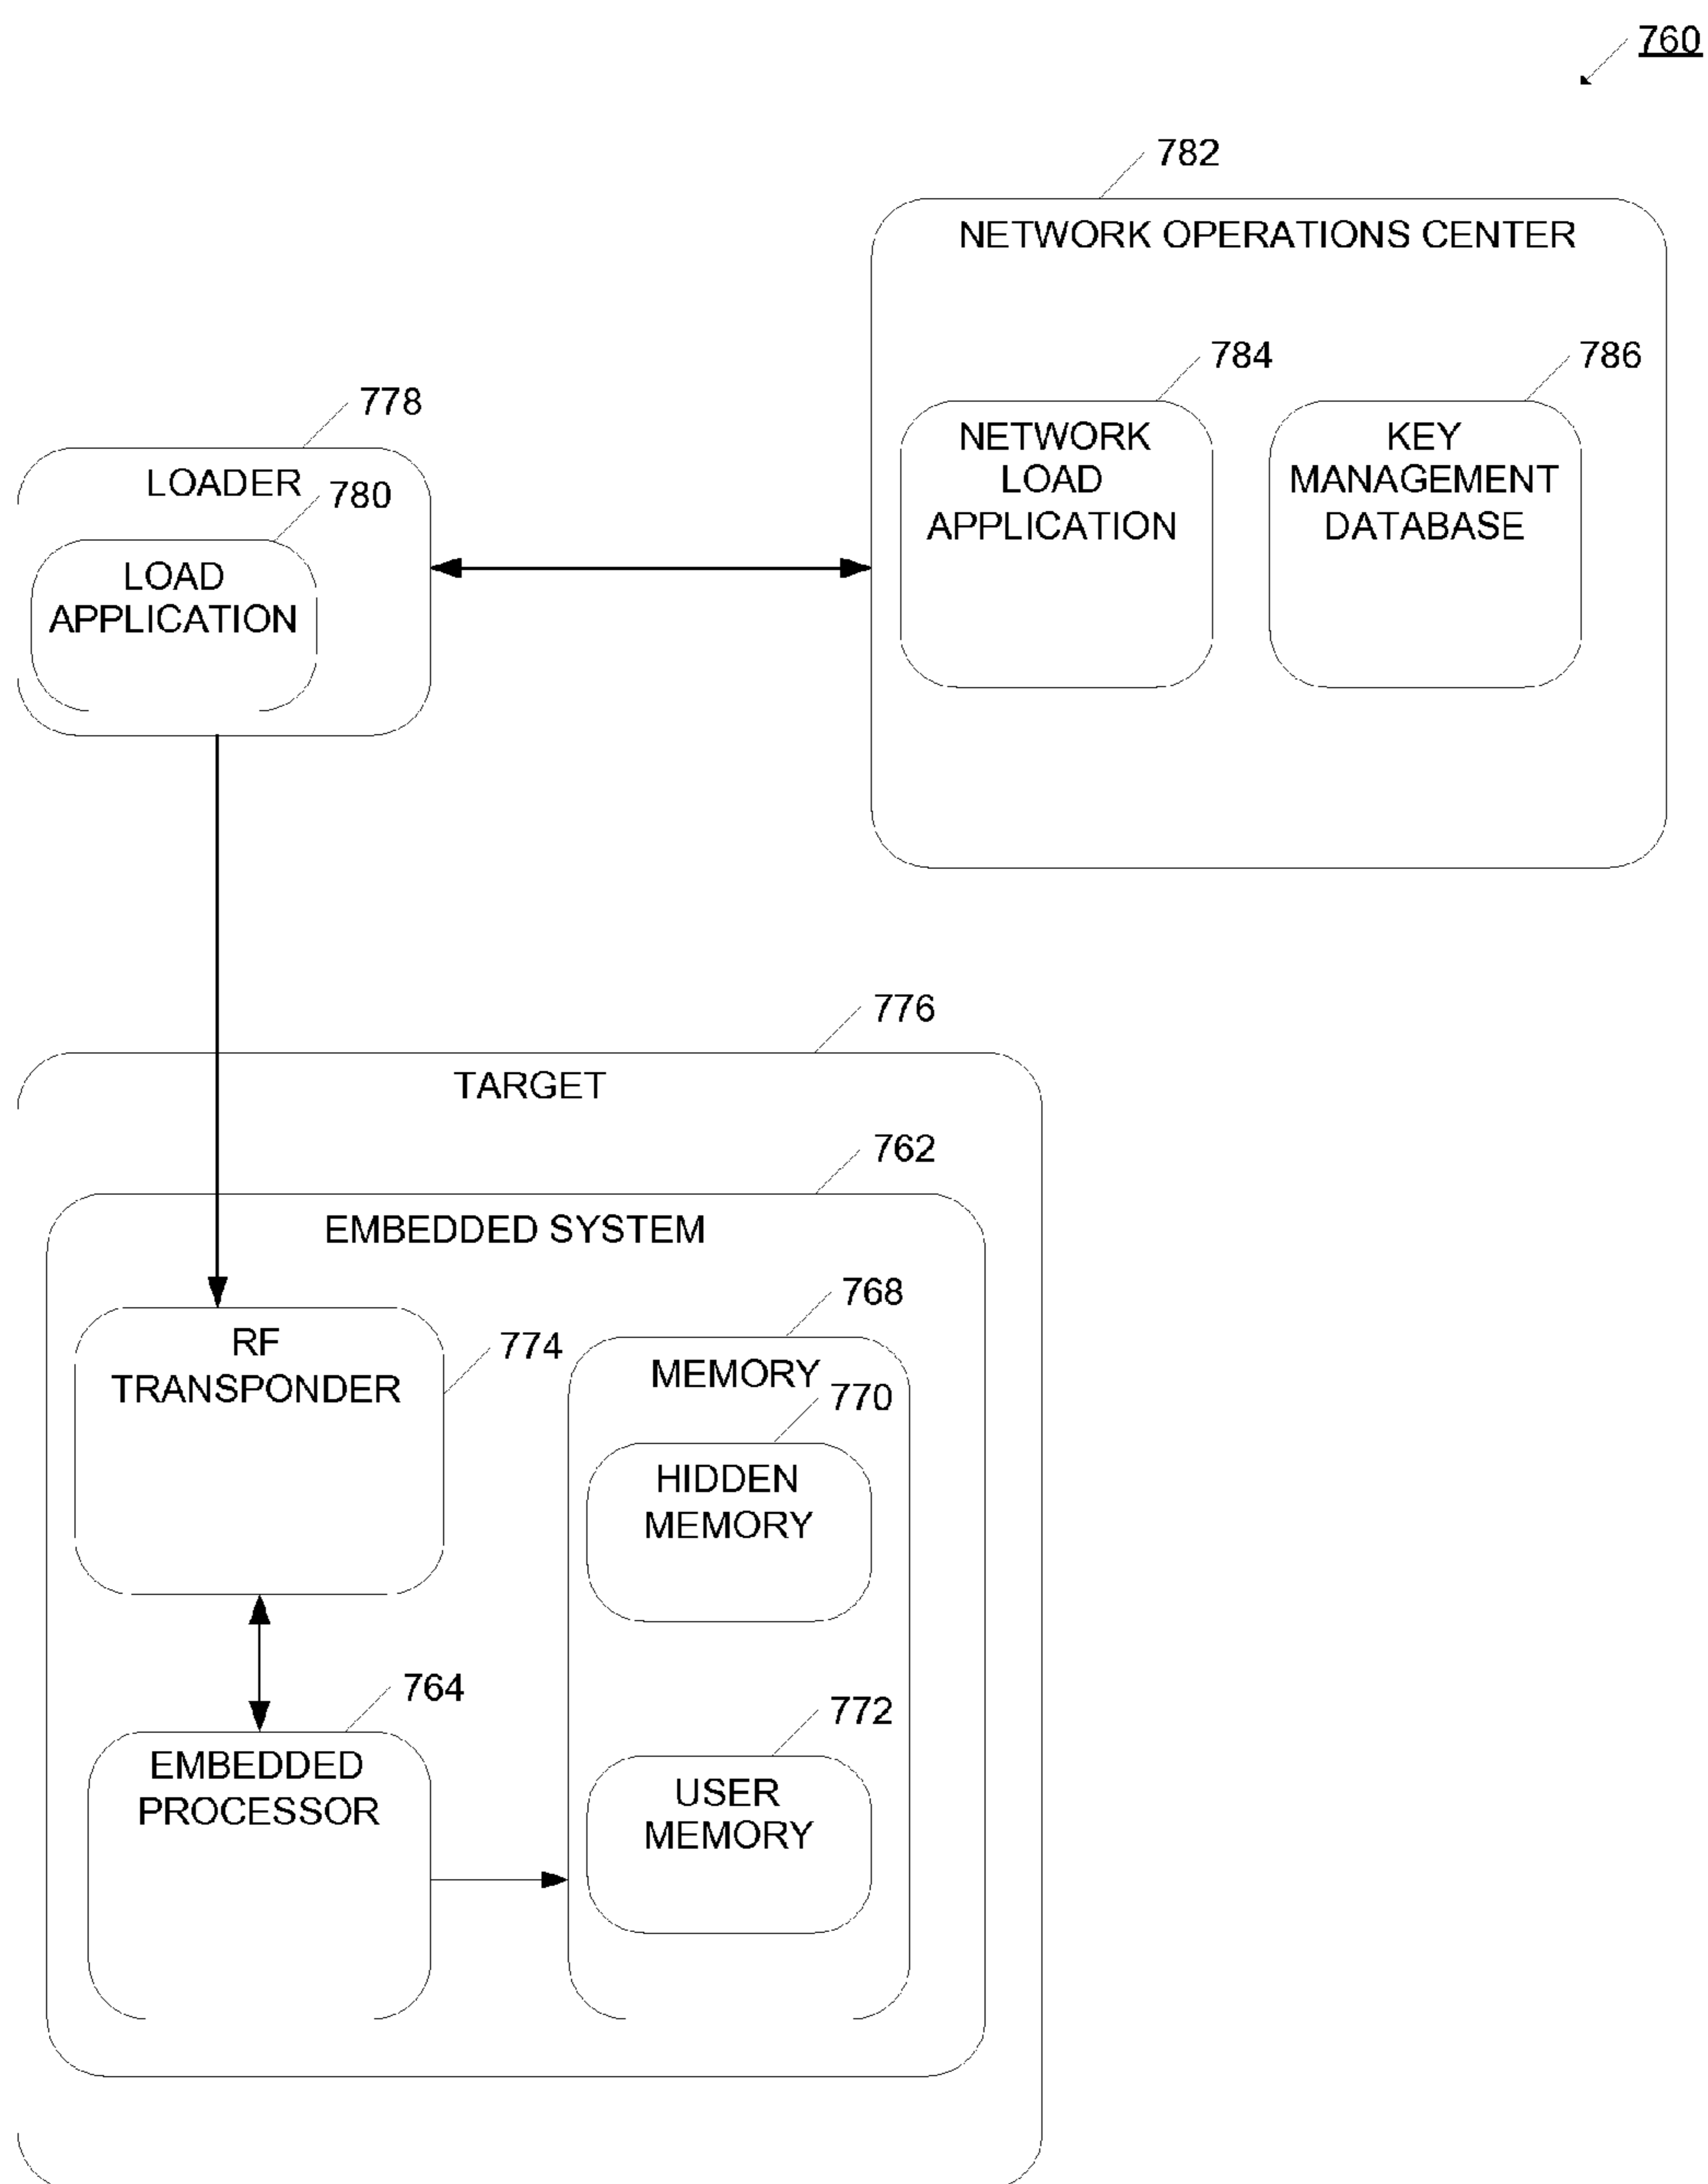 760
782
NETWORK OPERATIONS CENTER
784
786
NETWORK
LOAD
APPLICATION
KEY
MANAGEMENT
DATABASE
778
LOADER
780
LOAD
APPLICATION
776
TARGET
762
EMBEDDED SYSTEM
RF
TRANSPONDER
774
768
MEMORY
770
HIDDEN
MEMORY
764
EMBEDDED
PROCESSOR
772
USER
MEMORY